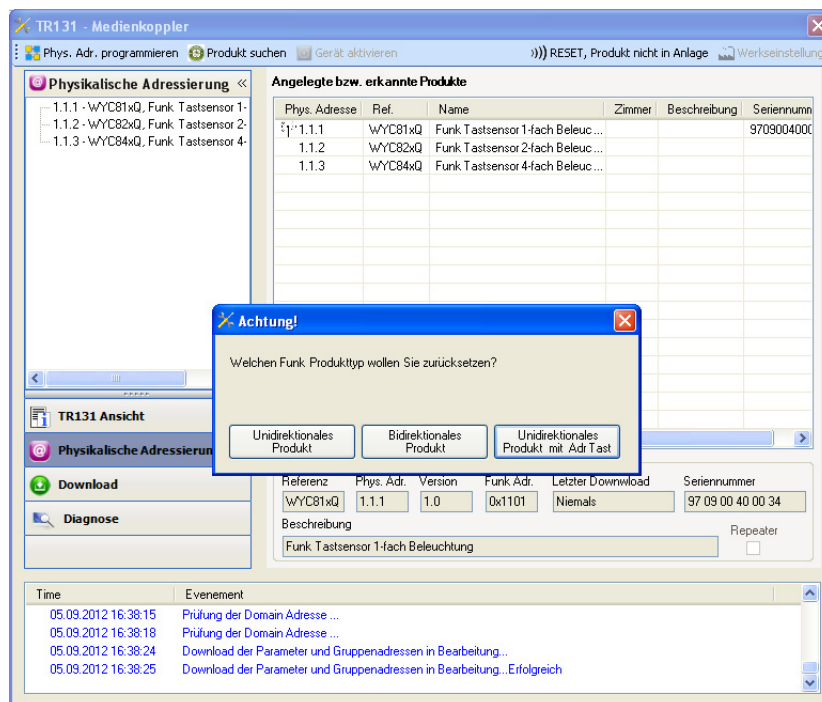 TR131 - Medienkoppler
Phys. Adr. programmieren Produkt suchen Gerät aktivieren RESET, Produkt nicht in Anlage Werkseinstellung
Physikalische Adressierung «
1.1.1 - WYC81xQ, Funk Tastsensor 1-
1.1.2 - WYC82xQ, Funk Tastsensor 2-
1.1.3 - WYC84xQ, Funk Tastsensor 4-
Angelegte bzw. erkannte Produkte
Phys. Adresse Ref. Name Zimmer Beschreibung Seriennumm
1.1.1 WYC81xQ Funk Tastsensor 1-fach Beleuc... 9709004000
1.1.2 WYC82xQ Funk Tastsensor 2-fach Beleuc...
1.1.3 WYC84xQ Funk Tastsensor 4-fach Beleuc...
Achtung!
Welchen Funk Produkttyp wollen Sie zurücksetzen?
Unidirektionales
Produkt
Bidirektionales
Produkt
Unidirektionales
Produkt mit AdrTast
TR131 Ansicht
Physikalische Adressierun
Download
Diagnose
Referenz Phys. Adr. Version Funk Adr. Letzter Downwload Seriennummer
WYC81xQ 1.1.1 1.0 0x1101 Niemals 97 09 00 40 00 34
Beschreibung
Repeater
Funk Tastsensor 1-fach Beleuchtung
Time Evenement
05.09.2012 16:38:15 Prüfung der Domain Adresse ...
05.09.2012 16:38:18 Prüfung der Domain Adresse ...
05.09.2012 16:38:24 Download der Parameter und Gruppenadressen in Bearbeitung...
05.09.2012 16:38:25 Download der Parameter und Gruppenadressen in Bearbeitung...Erfolgreich